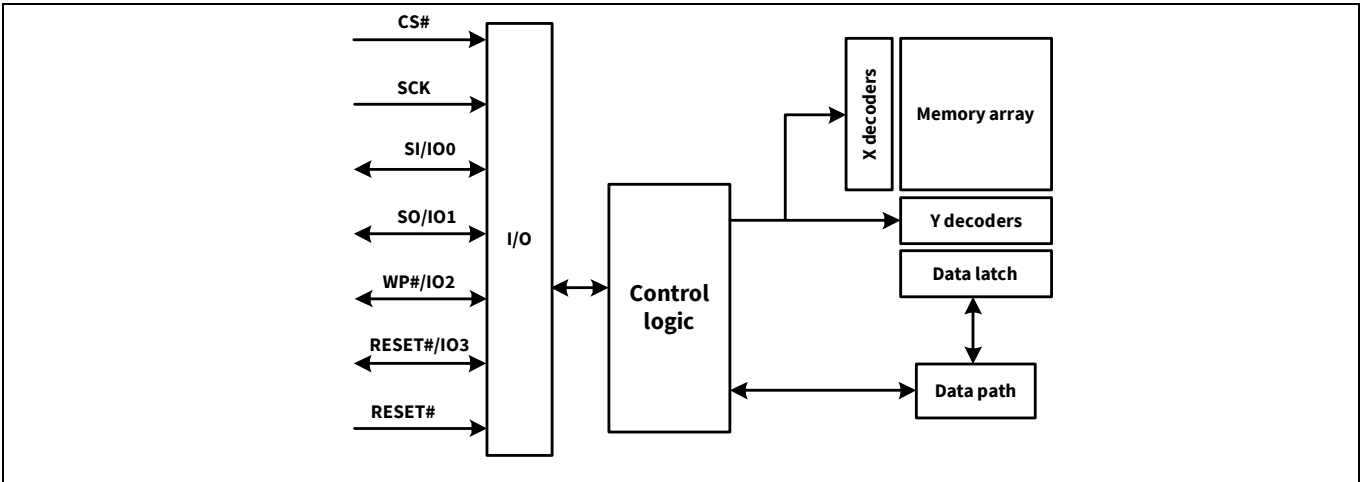 CS#
SCK
SI/IO0
SO/IO1
WP#/IO2
RESET#/IO3
RESET#
I/O
Control
logic
X decoders
Memory array
Y decoders
Data latch
Data path